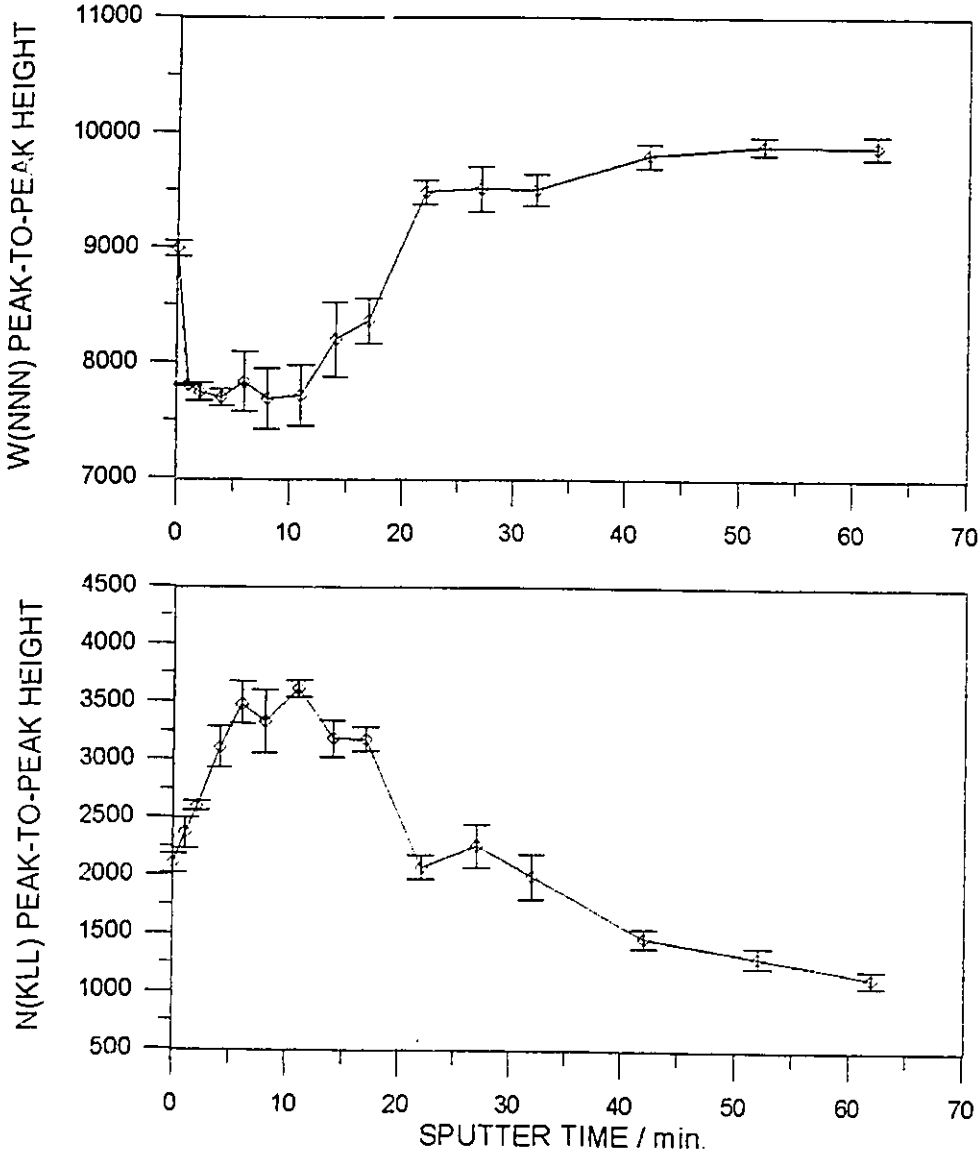 W(NNN) PEAK-TO-PEAK HEIGHT
11000
10000
9000
8000
7000
0 10 20 30 40 50 60 70
N(KLL) PEAK-TO-PEAK HEIGHT
4500
4000
3500
3000
2500
2000
1500
1000
500
0 10 20 30 40 50 60 70
SPUTTER TIME / min.